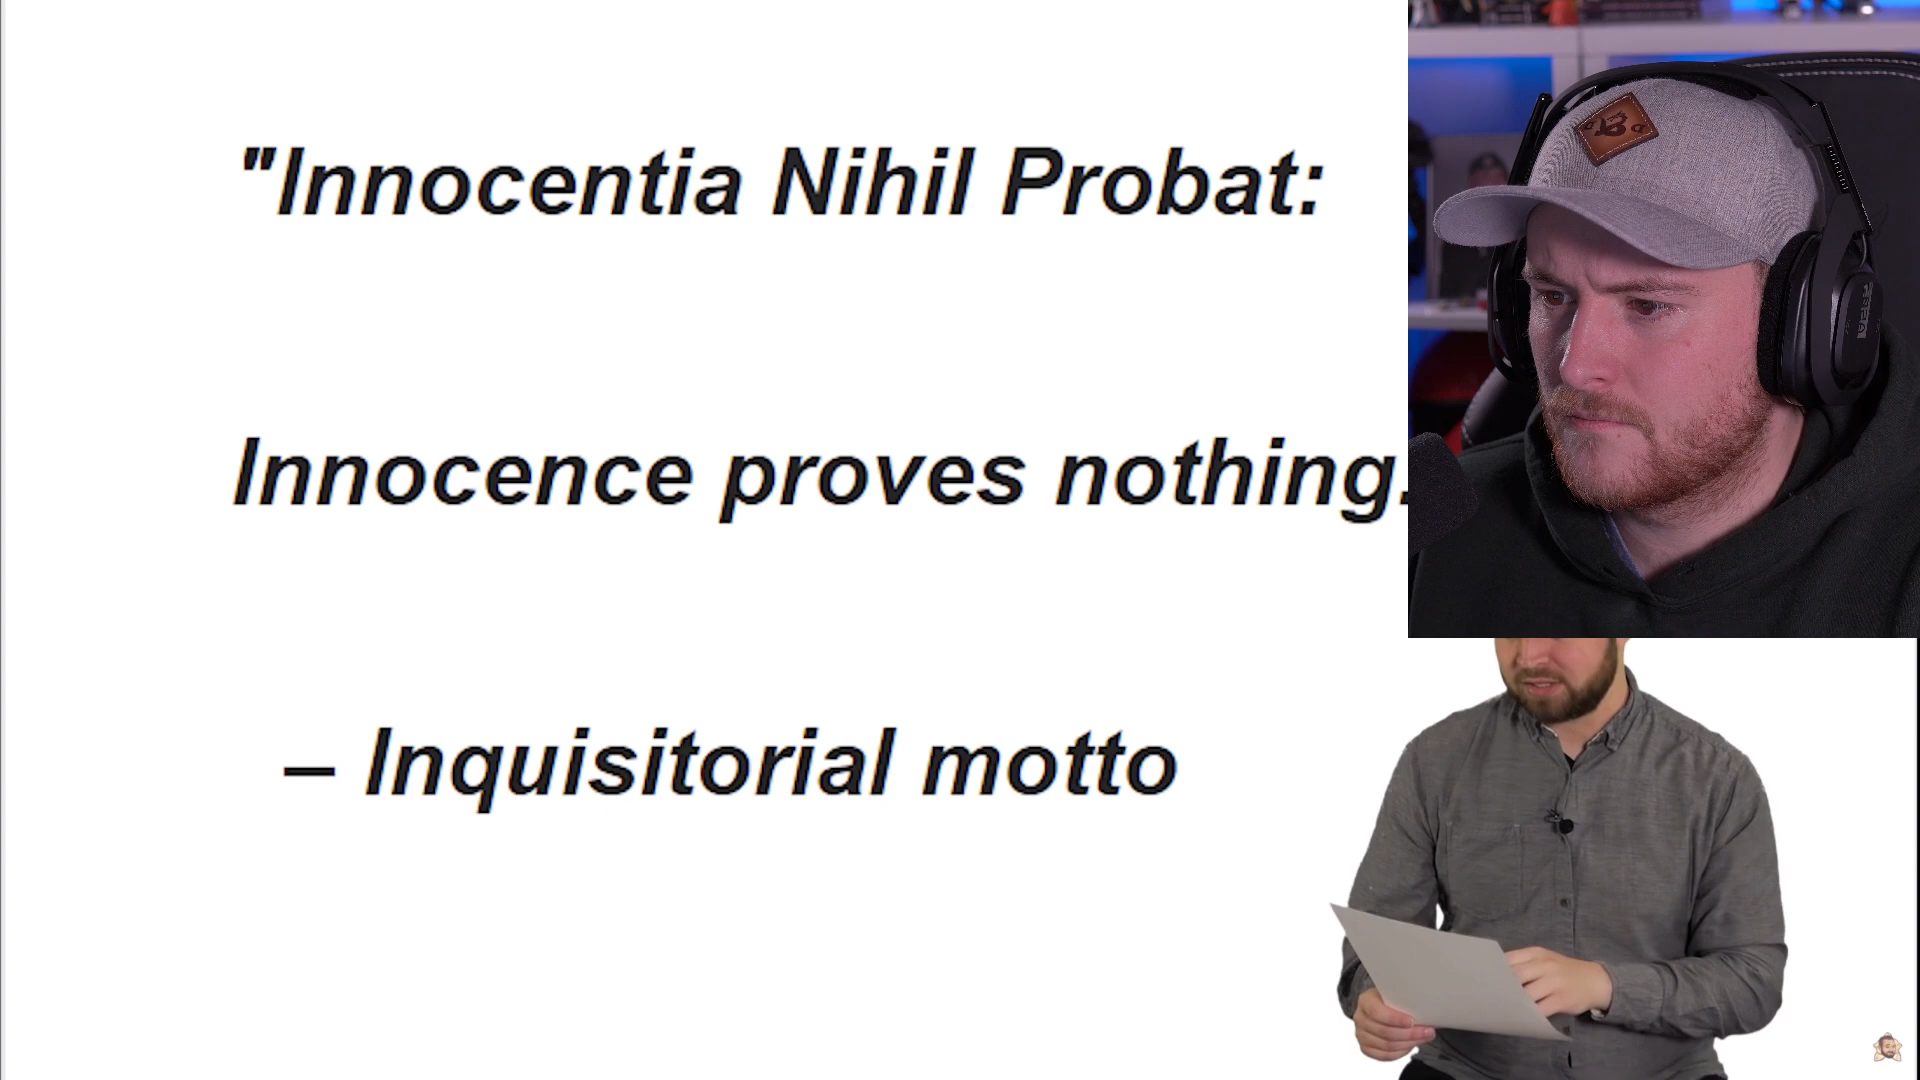 "Innocentia Nihil Probat:
Innocence proves nothing.
– Inquisitorial motto